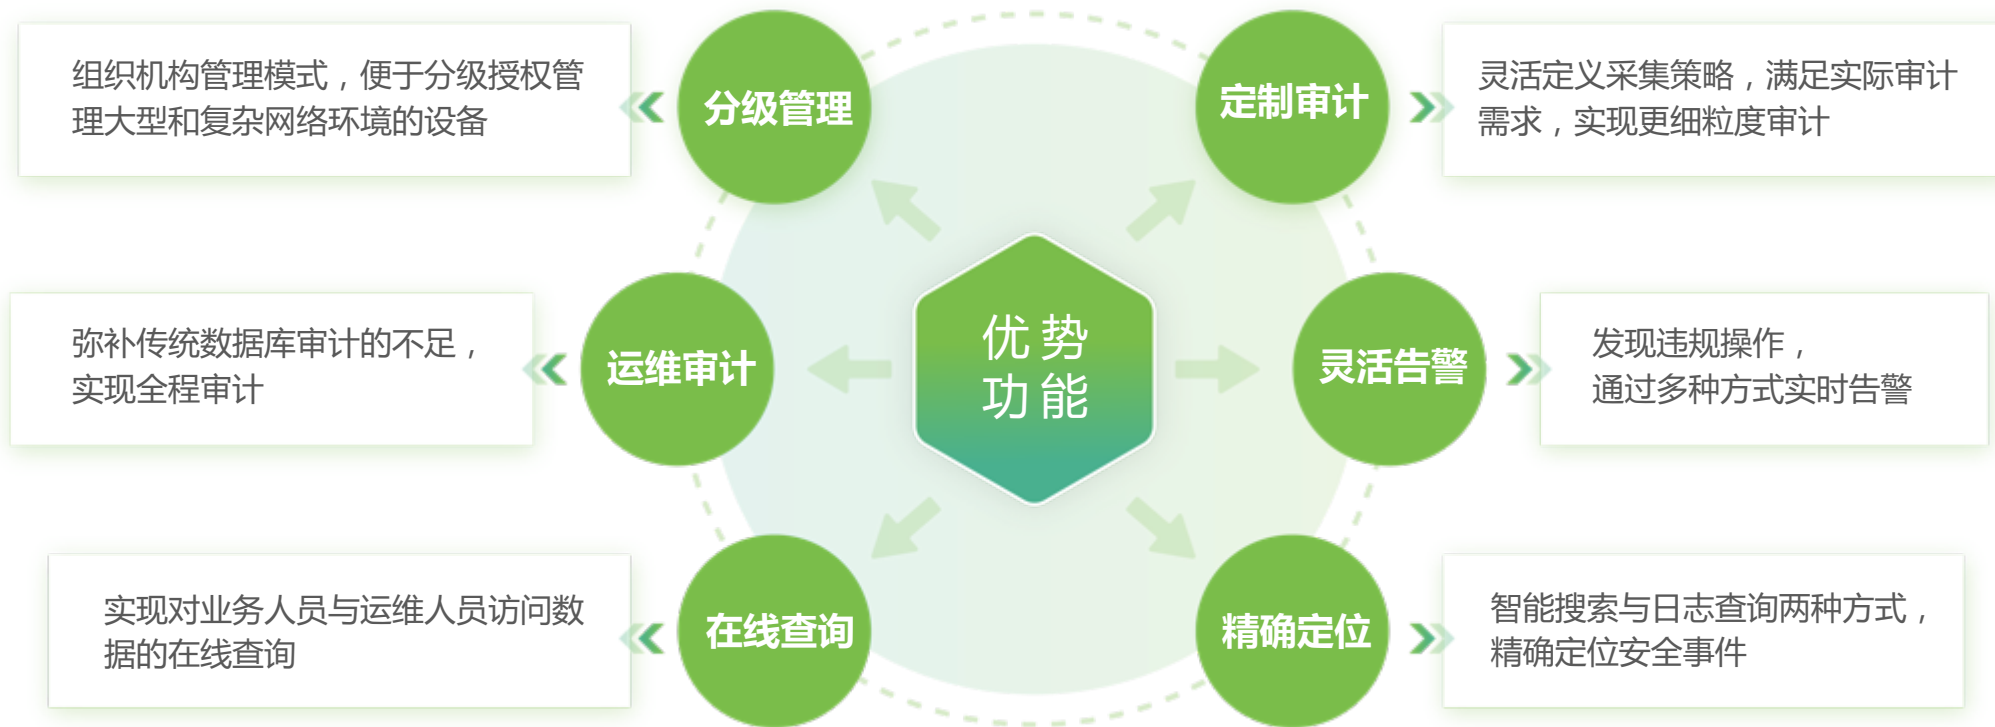 组织机构管理模式，便于分级授权管
理大型和复杂网络环境的设备
分级管理
定制审计
灵活定义采集策略，满足实际审计
需求，实现更细粒度审计
弥补传统数据库审计的不足，
实现全程审计
运维审计
优势
功能
灵活告警
发现违规操作，
通过多种方式实时告警
实现对业务人员与运维人员访问数
据的在线查询
在线查询
精确定位
智能搜索与日志查询两种方式，
精确定位安全事件